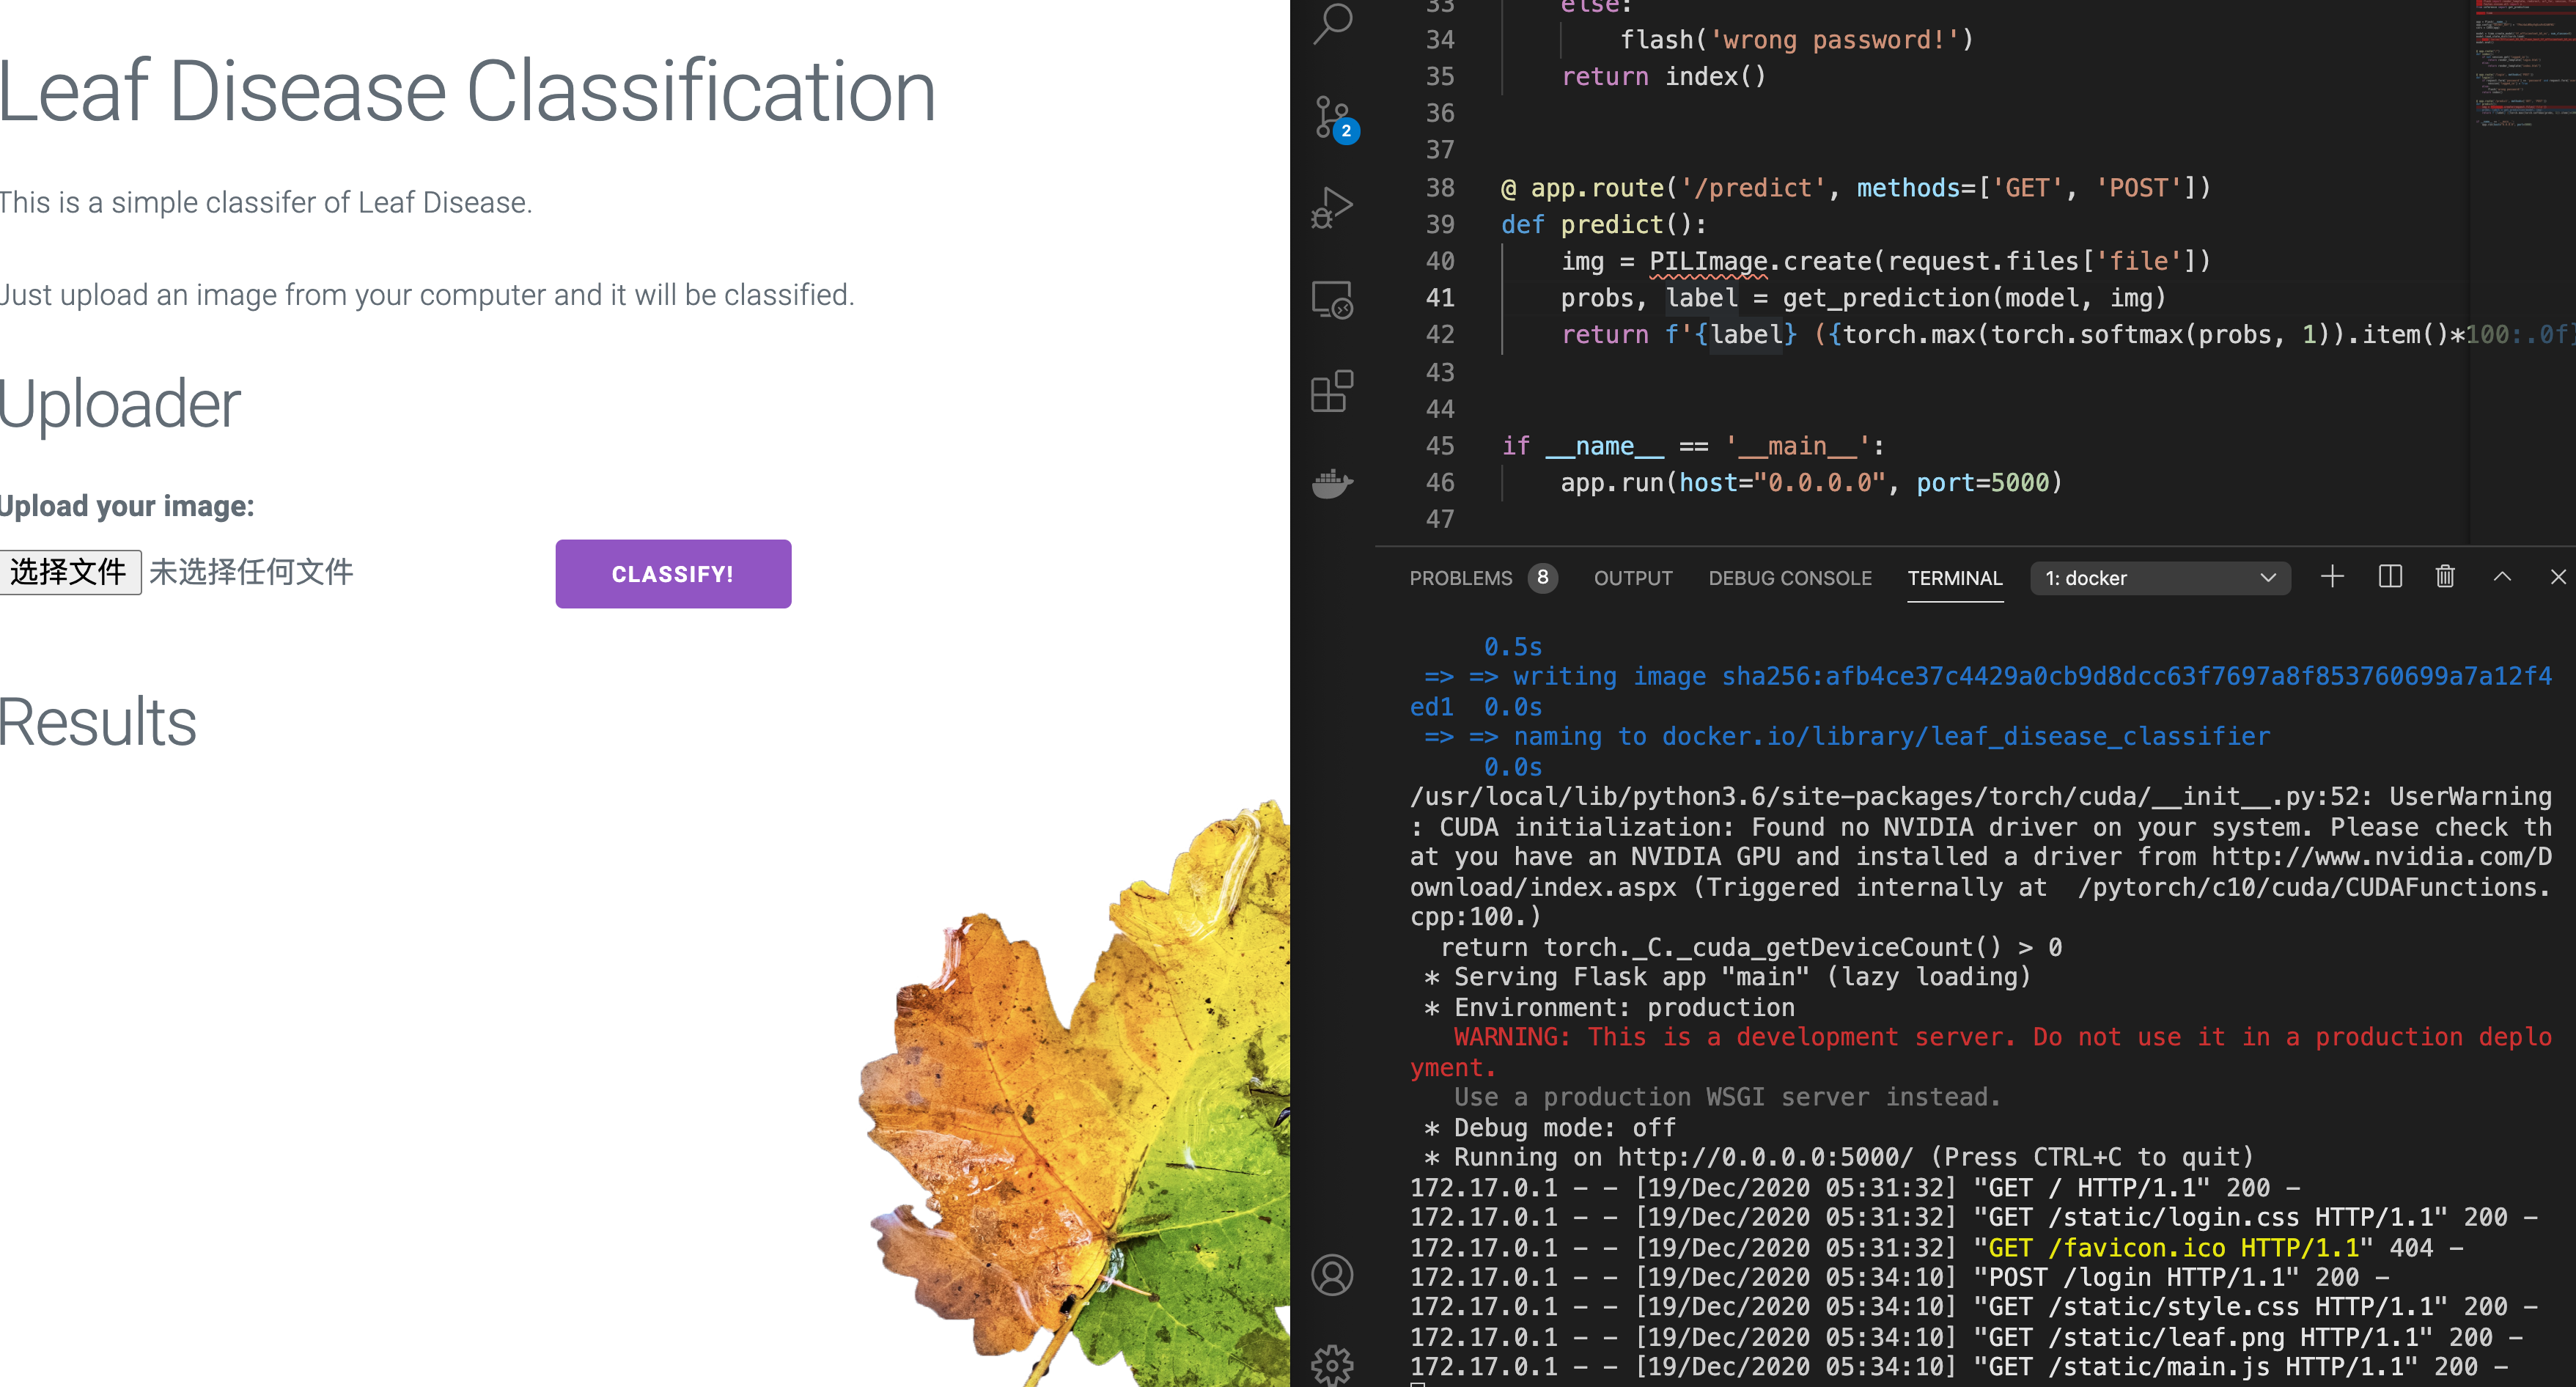 Leaf Disease Classification
This is a simple classifer of Leaf Disease.
Just upload an image from your computer and it will be classified.
Uploader
Upload your image:
选择文件 未选择任何文件
CLASSIFY!
Results
2
33 else:
34 flash('wrong password!')
35 return index()
36
37
38 @ app.route('/predict', methods=['GET', 'POST'])
39 def predict():
40 img = PILImage.create(request.files['file'])
41 probs, label = get_prediction(model, img)
42 return f'{label} ({torch.max(torch.softmax(probs, 1)).item()*100:.0f}
43
44
45 if __name__ == '__main__':
46 app.run(host="0.0.0.0", port=5000)
47
PROBLEMS 8 OUTPUT DEBUG CONSOLE TERMINAL 1: docker
0.5s
=> => writing image sha256:afb4ce37c4429a0cb9d8dcc63f7697a8f853760699a7a12f4
ed1 0.0s
=> => naming to docker.io/library/leaf_disease_classifier
0.0s
/usr/local/lib/python3.6/site-packages/torch/cuda/__init__.py:52: UserWarning
: CUDA initialization: Found no NVIDIA driver on your system. Please check th
at you have an NVIDIA GPU and installed a driver from http://www.nvidia.com/D
ownload/index.aspx (Triggered internally at  /pytorch/c10/cuda/CUDAFunctions.
cpp:100.)
return torch._C._cuda_getDeviceCount() > 0
* Serving Flask app "main" (lazy loading)
* Environment: production
WARNING: This is a development server. Do not use it in a production deplo
yment.
Use a production WSGI server instead.
* Debug mode: off
* Running on http://0.0.0.0:5000/ (Press CTRL+C to quit)
172.17.0.1 - - [19/Dec/2020 05:31:32] "GET / HTTP/1.1" 200 -
172.17.0.1 - - [19/Dec/2020 05:31:32] "GET /static/login.css HTTP/1.1" 200 -
172.17.0.1 - - [19/Dec/2020 05:31:32] "GET /favicon.ico HTTP/1.1" 404 -
172.17.0.1 - - [19/Dec/2020 05:34:10] "POST /login HTTP/1.1" 200 -
172.17.0.1 - - [19/Dec/2020 05:34:10] "GET /static/style.css HTTP/1.1" 200 -
172.17.0.1 - - [19/Dec/2020 05:34:10] "GET /static/leaf.png HTTP/1.1" 200 -
172.17.0.1 - - [19/Dec/2020 05:34:10] "GET /static/main.js HTTP/1.1" 200 -